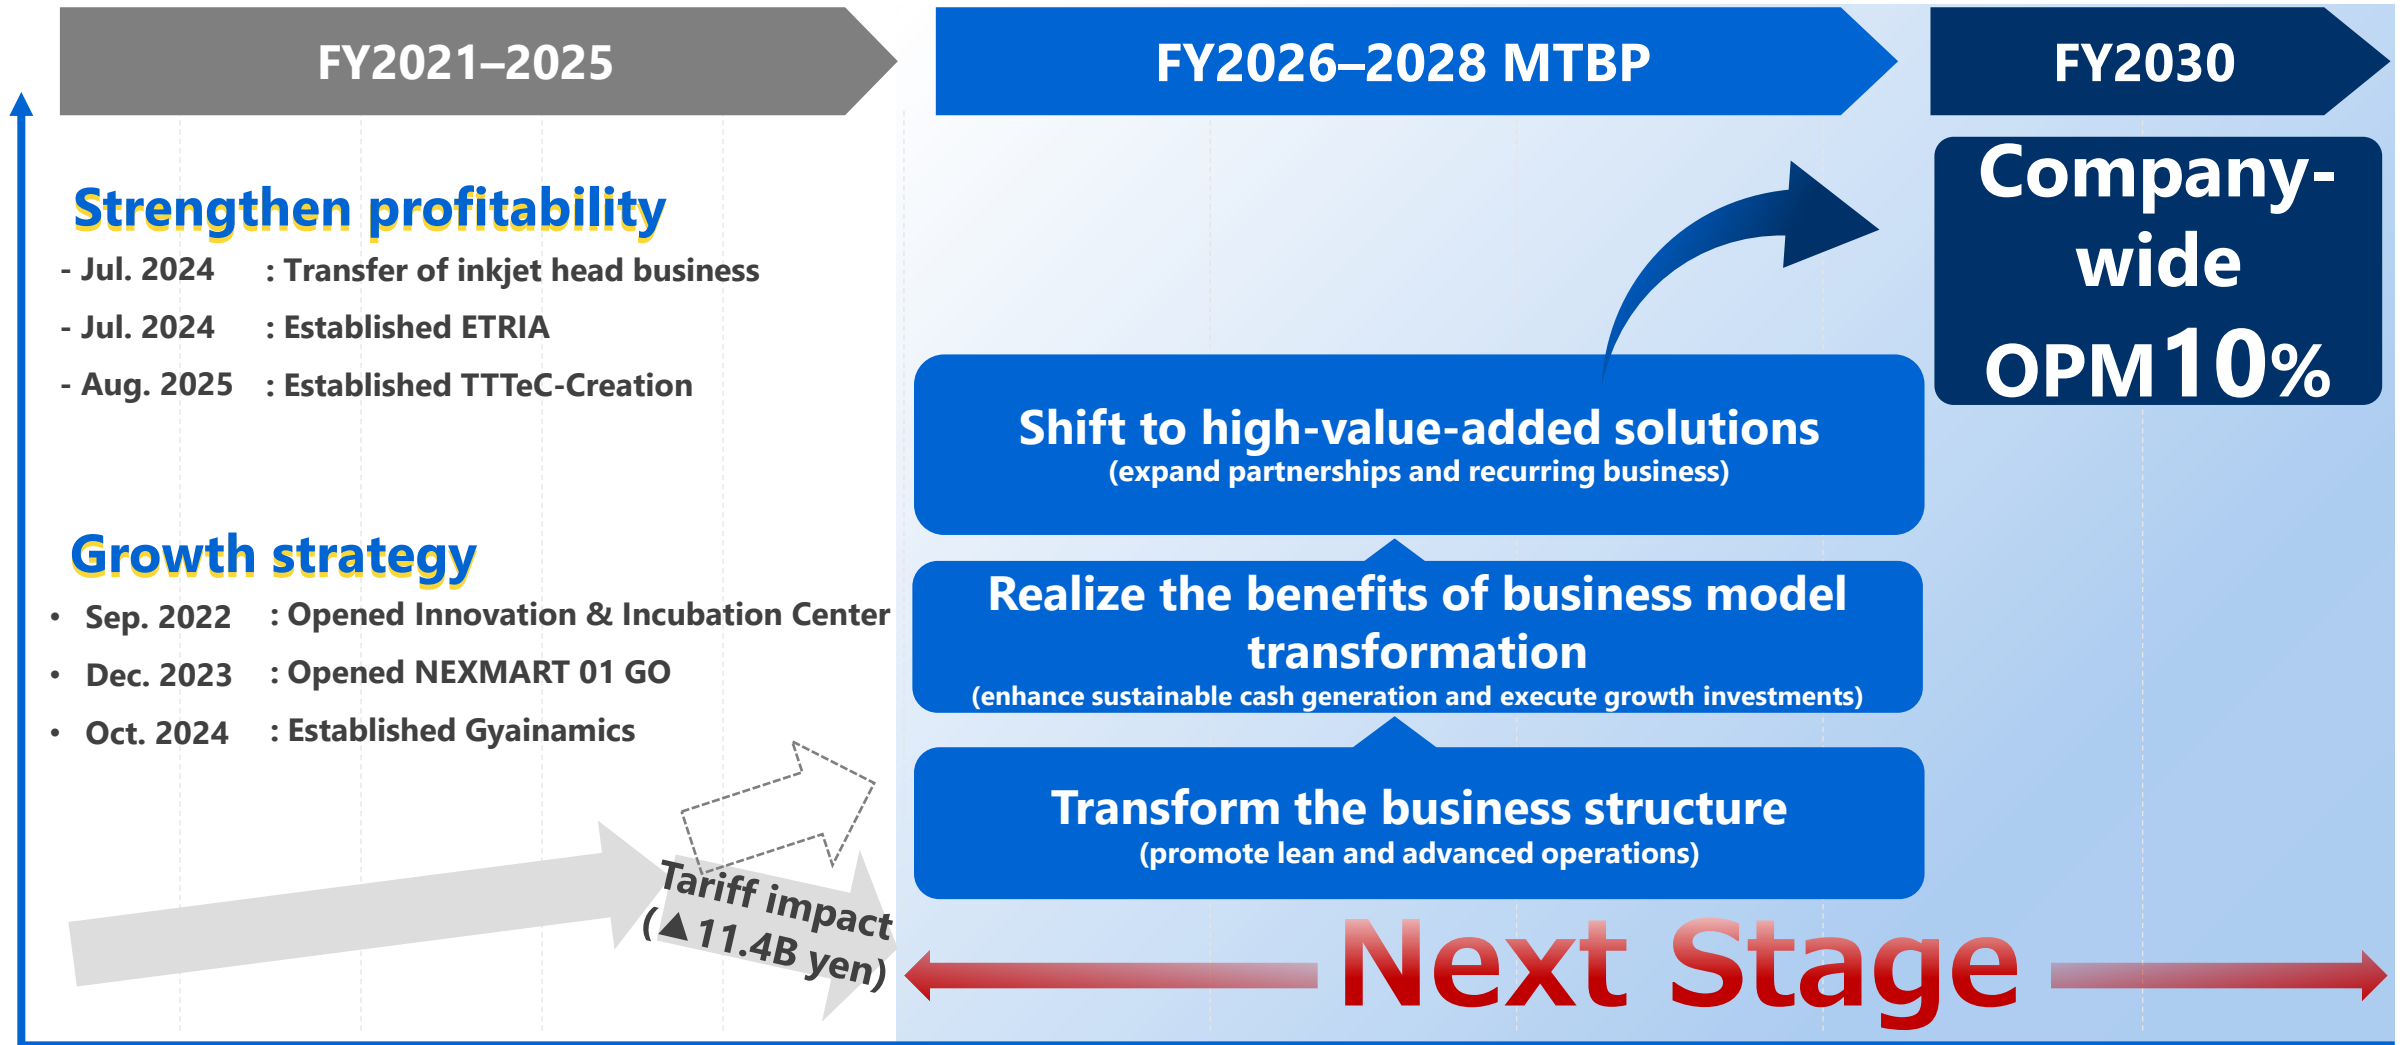 FY2021–2025
FY2026–2028 MTBP
FY2030
Strengthen profitability
- Jul. 2024 : Transfer of inkjet head business
- Jul. 2024 : Established ETRIA
- Aug. 2025 : Established TTTeC-Creation
Growth strategy
• Sep. 2022 : Opened Innovation & Incubation Center
• Dec. 2023 : Opened NEXMART 01 GO
• Oct. 2024 : Established Gyainamics
Tariff impact
(▲11.4B yen)
Company-
wide
OPM10%
Shift to high-value-added solutions
(expand partnerships and recurring business)
Realize the benefits of business model
transformation
(enhance sustainable cash generation and execute growth investments)
Transform the business structure
(promote lean and advanced operations)
Next Stage